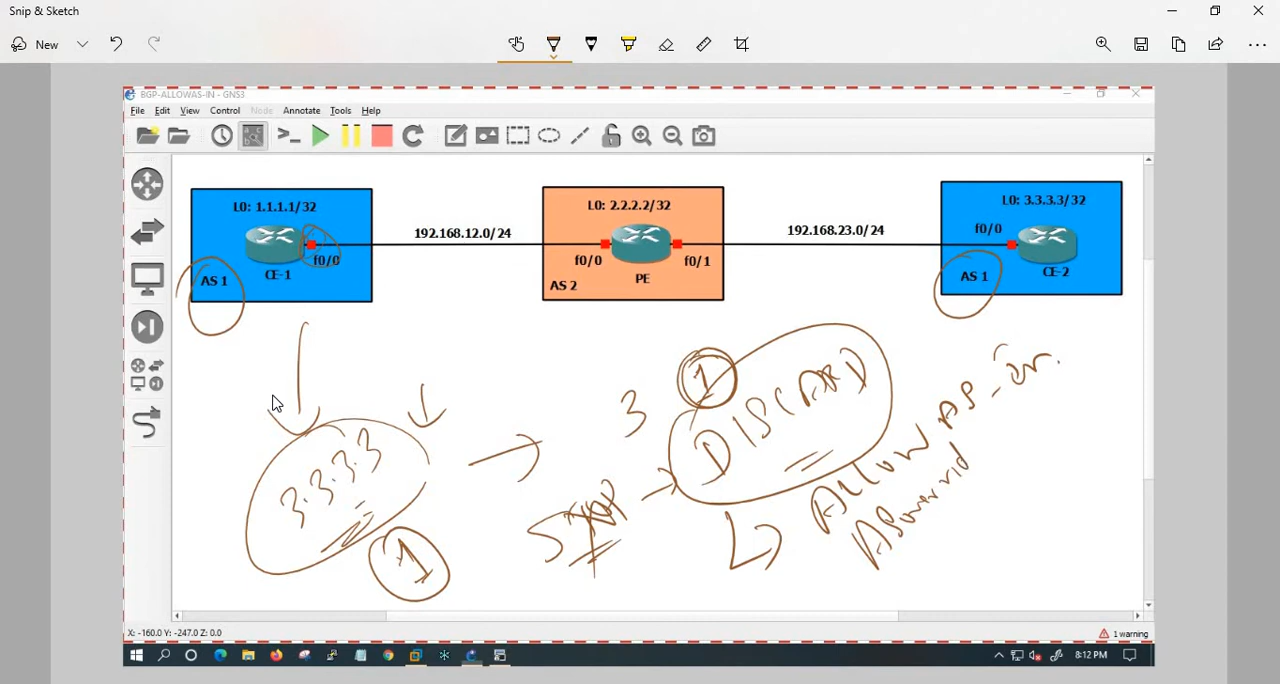 Snip & Sketch
New
BGP-ALLOWAS-IN - GNS3
File Edit View Control Node Annotate Tools Help
L0: 1.1.1.1/32
L0: 2.2.2.2/32
L0: 3.3.3.3/32
192.168.12.0/24
192.168.23.0/24
f0/0
f0/0
f0/0
f0/1
AS 1
CE-1
AS 2
PE
AS 1
CE-2
3.3.3.3
1
3
1
DISCARD
ALLOW AS-in
X: -160.0 Y: -247.0 Z: 0.0
1 warning
8:12 PM